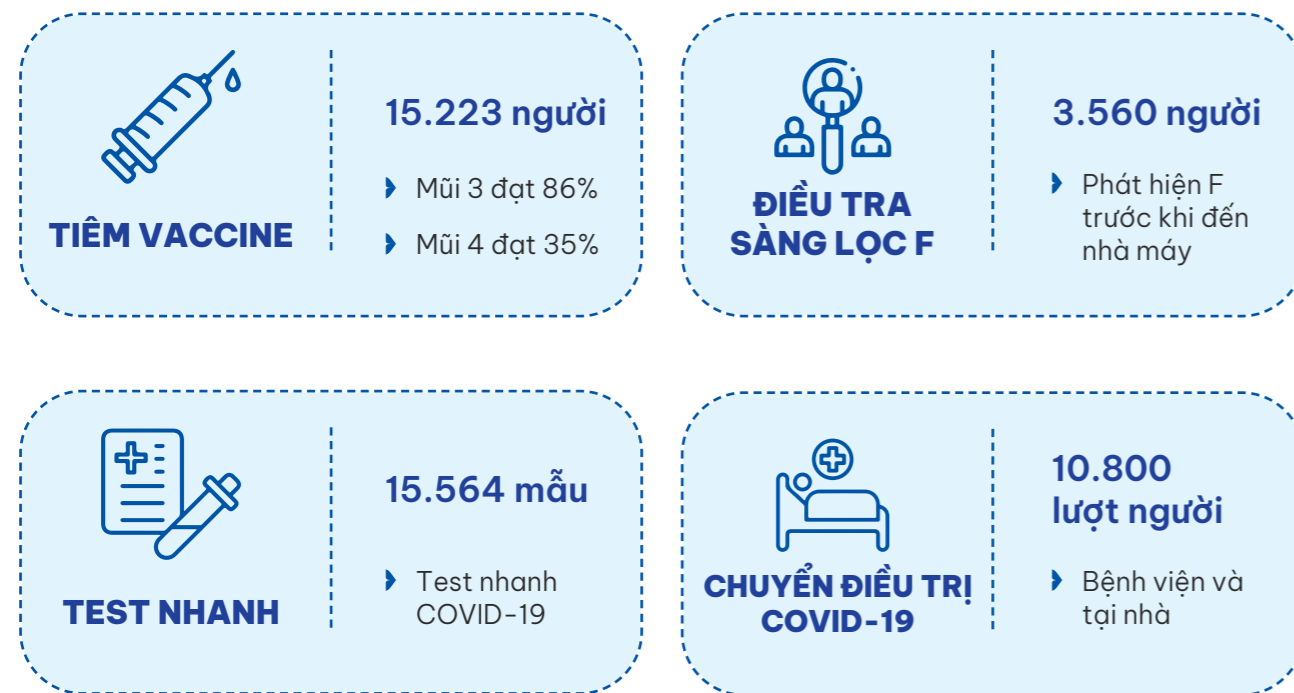 TIÊM VACCINE
15.223 người
Mũi 3 đạt 86%
Mũi 4 đạt 35%
ĐIỀU TRA
SÀNG LỌC F
3.560 người
Phát hiện F
trước khi đến
nhà máy
TEST NHANH
15.564 mẫu
Test nhanh
COVID-19
CHUYỂN ĐIỀU TRỊ
COVID-19
10.800
lượt người
Bệnh viện và
tại nhà